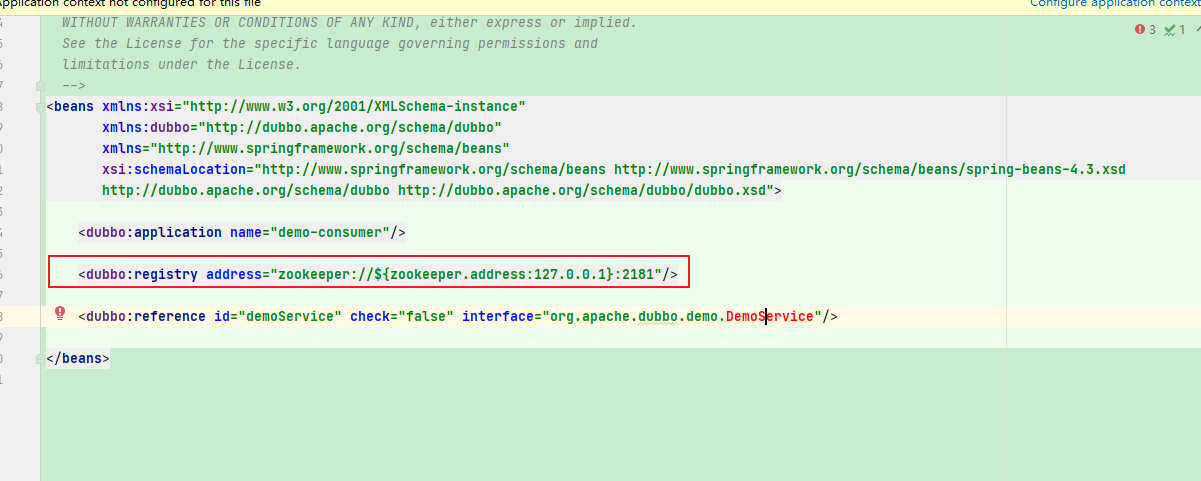 Application context not configured for this file
Configure application context
WITHOUT WARRANTIES OR CONDITIONS OF ANY KIND, either express or implied.
3 1
See the License for the specific language governing permissions and
limitations under the License.
-->
<beans xmlns:xsi="http://www.w3.org/2001/XMLSchema-instance"
xmlns:dubbo="http://dubbo.apache.org/schema/dubbo"
xmlns="http://www.springframework.org/schema/beans"
xsi:schemaLocation="http://www.springframework.org/schema/beans http://www.springframework.org/schema/beans/spring-beans-4.3.xsd
http://dubbo.apache.org/schema/dubbo http://dubbo.apache.org/schema/dubbo/dubbo.xsd">
<dubbo:application name="demo-consumer"/>
<dubbo:registry address="zookeeper://${zookeeper.address:127.0.0.1}:2181"/>
<dubbo:reference id="demoService" check="false" interface="org.apache.dubbo.demo.DemoService"/>
</beans>